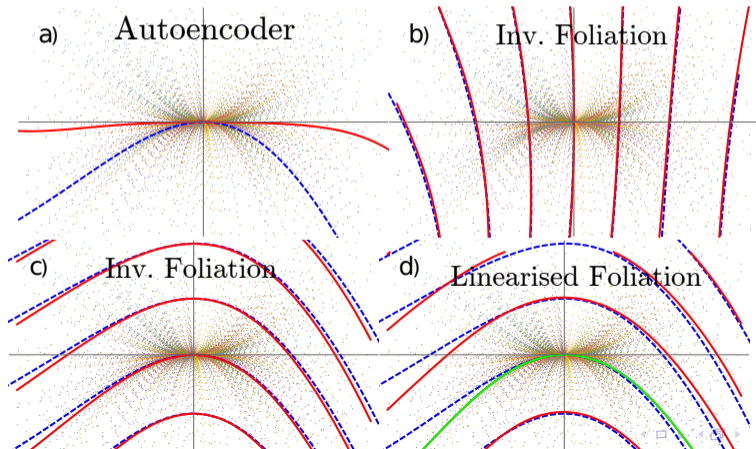 a) Autoencoder
b) Inv. Foliation
c) Inv. Foliation
d) Linearised Foliation